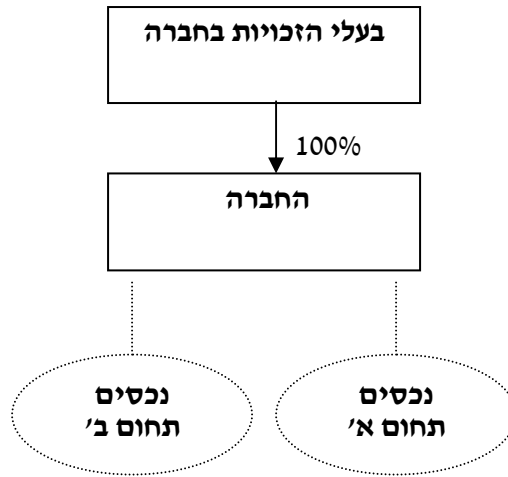 בעלי הזכויות בחברה
100%
החברה
נכסים
תחום א'
נכסים
תחום ב'